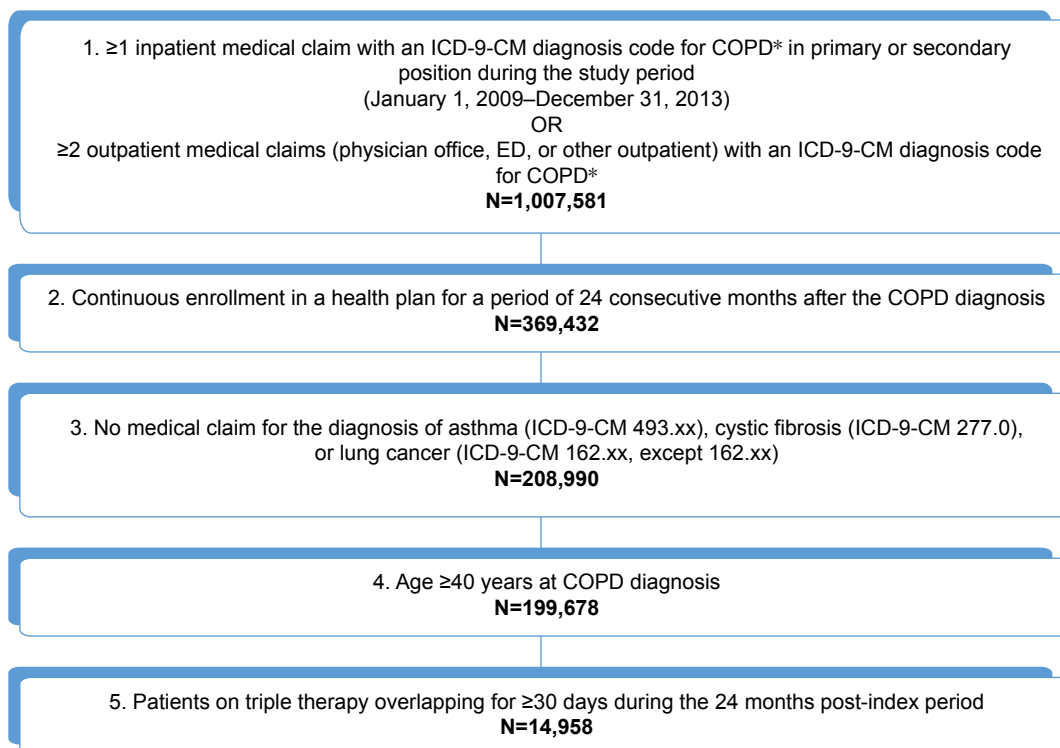 1. ≥1 inpatient medical claim with an ICD-9-CM diagnosis code for COPD* in primary or secondary
position during the study period
(January 1, 2009–December 31, 2013)
OR
≥2 outpatient medical claims (physician office, ED, or other outpatient) with an ICD-9-CM diagnosis code
for COPD*
N=1,007,581
2. Continuous enrollment in a health plan for a period of 24 consecutive months after the COPD diagnosis
N=369,432
3. No medical claim for the diagnosis of asthma (ICD-9-CM 493.xx), cystic fibrosis (ICD-9-CM 277.0),
or lung cancer (ICD-9-CM 162.xx, except 162.xx)
N=208,990
4. Age ≥40 years at COPD diagnosis
N=199,678
5. Patients on triple therapy overlapping for ≥30 days during the 24 months post-index period
N=14,958